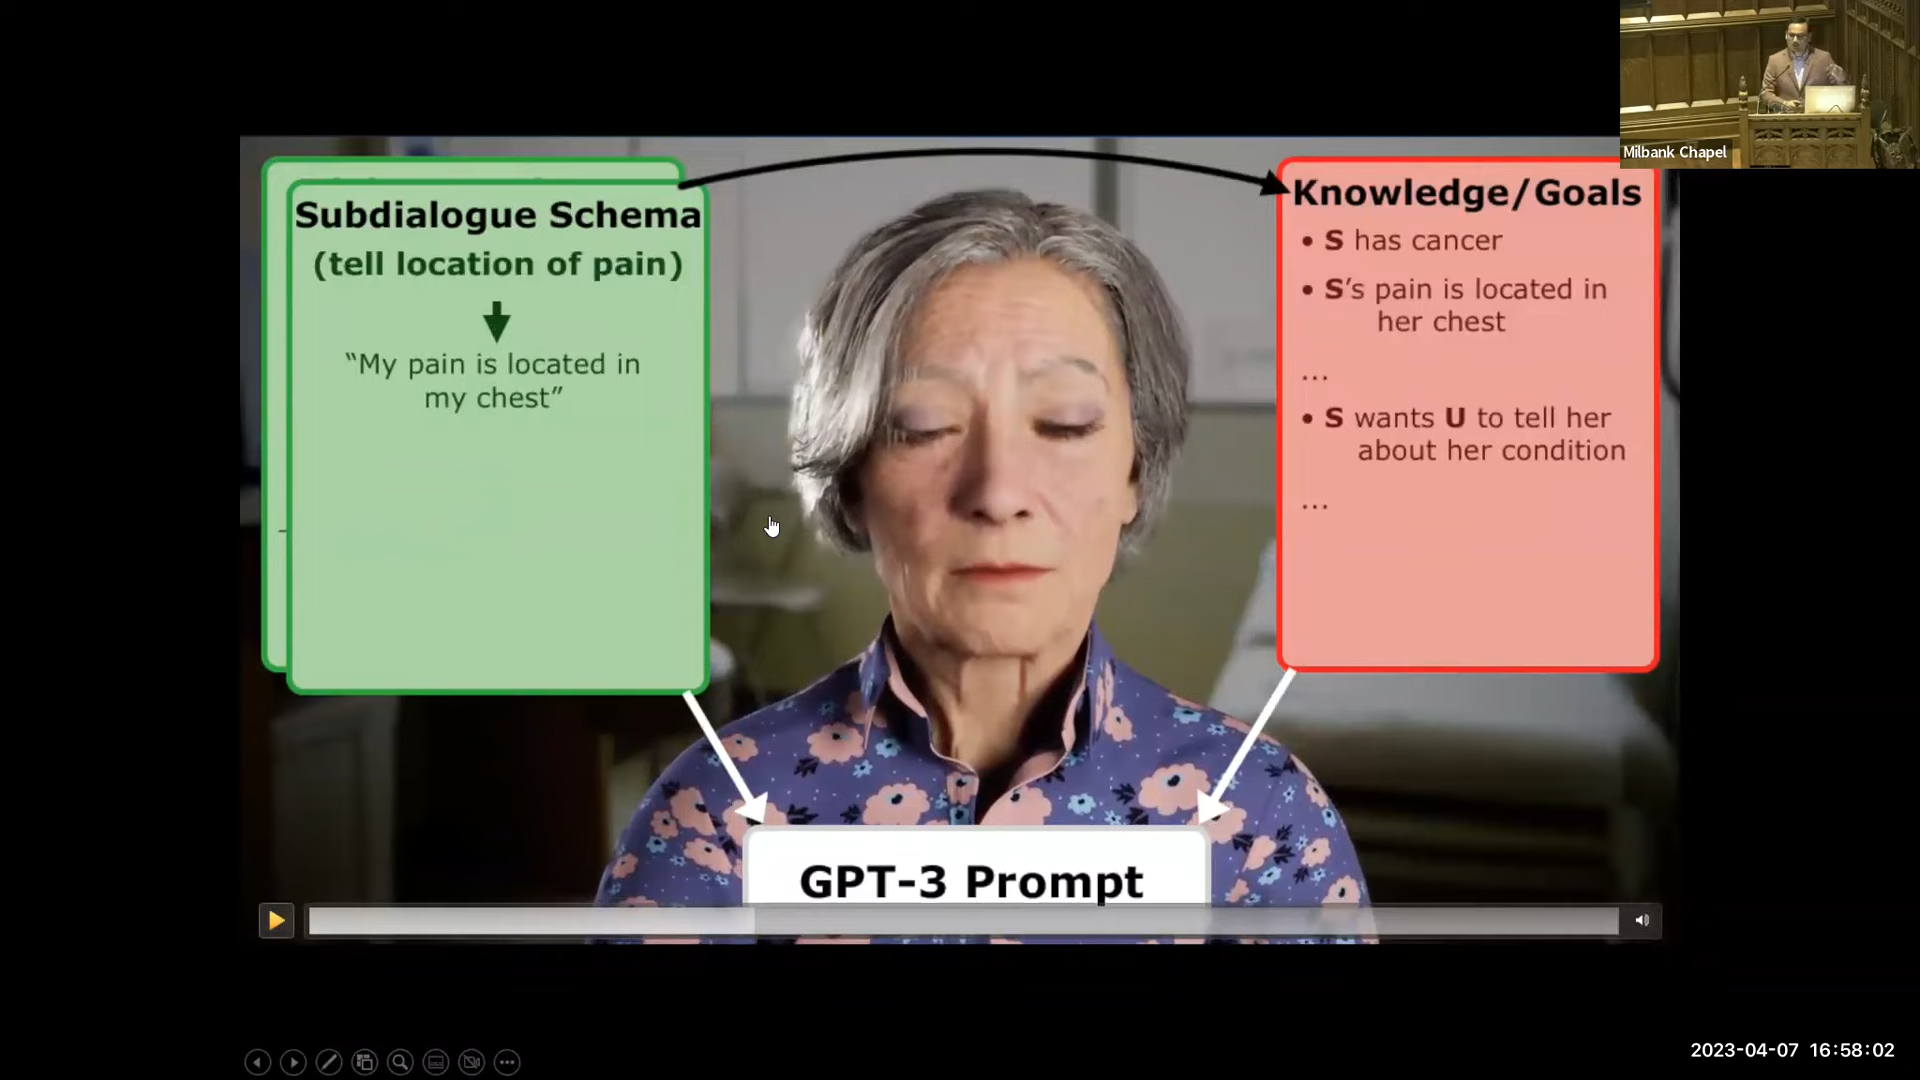 Milbank Chapel
Subdialogue Schema
(tell location of pain)
“My pain is located in
my chest”
Knowledge/Goals
• S has cancer
• S’s pain is located in
her chest
...
• S wants U to tell her
about her condition
...
GPT-3 Prompt
2023-04-07 16:58:02